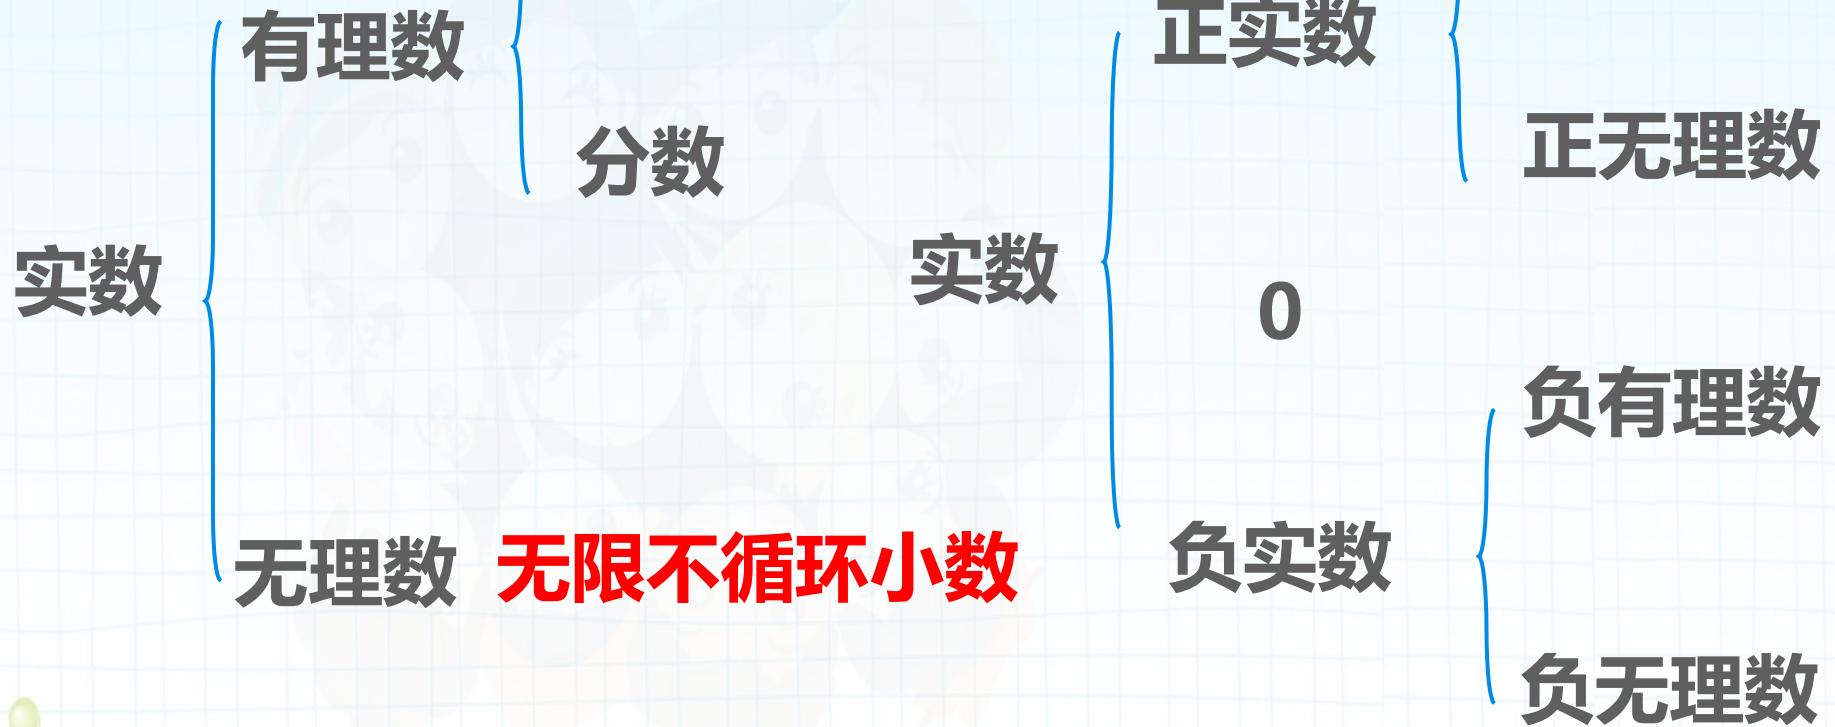 有理数
分数
实数
无理数 无限不循环小数
正实数
正无理数
实数
0
负有理数
负实数
负无理数